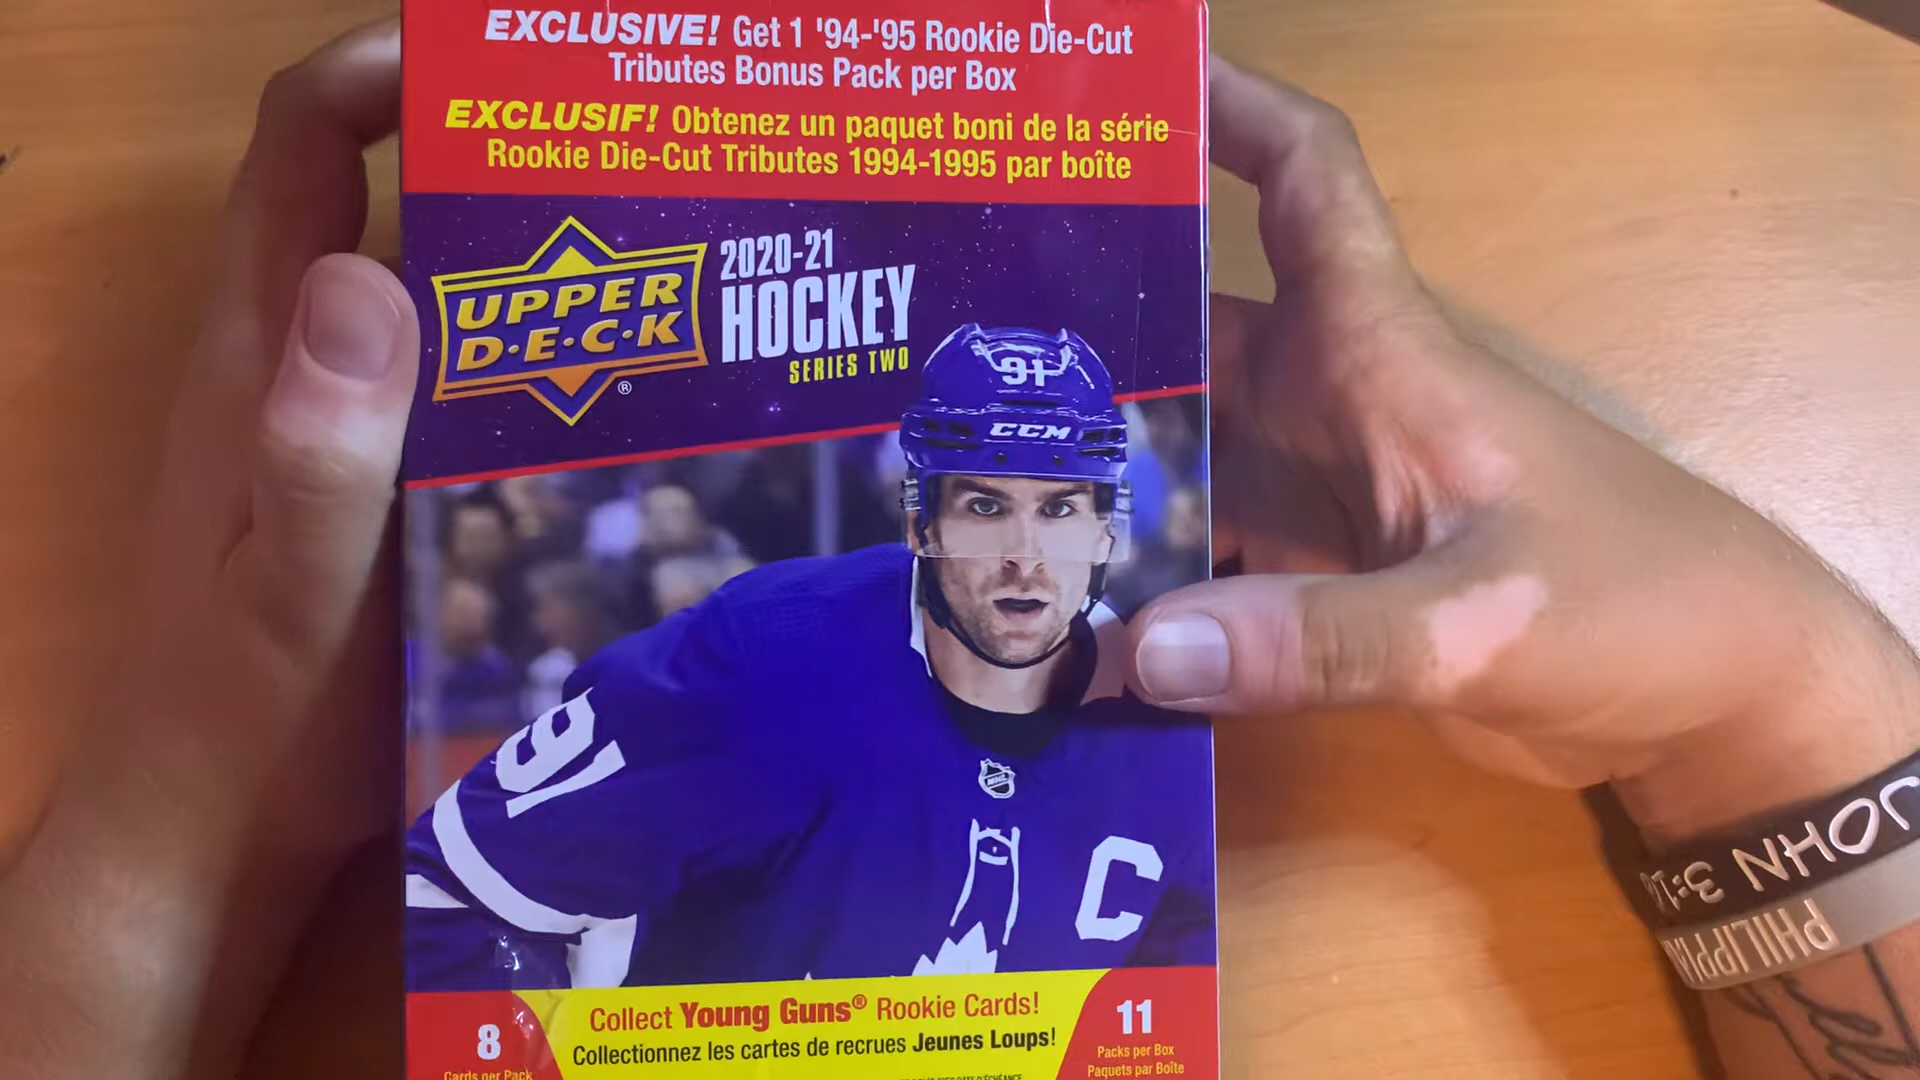 EXCLUSIVE! Get 1 '94-'95 Rookie Die-Cut
Tributes Bonus Pack per Box
EXCLUSIF! Obtenez un paquet boni de la série
Rookie Die-Cut Tributes 1994-1995 par boîte
UPPER
D·E·C·K
®
2020-21
HOCKEY
SERIES TWO
91
CCM
91
NHL
C
Collect Young Guns® Rookie Cards!
Collectionnez les cartes de recrues Jeunes Loups!
8
Cards per Pack
11
Packs per Box
Paquets par Boîte
JOHN 3:16